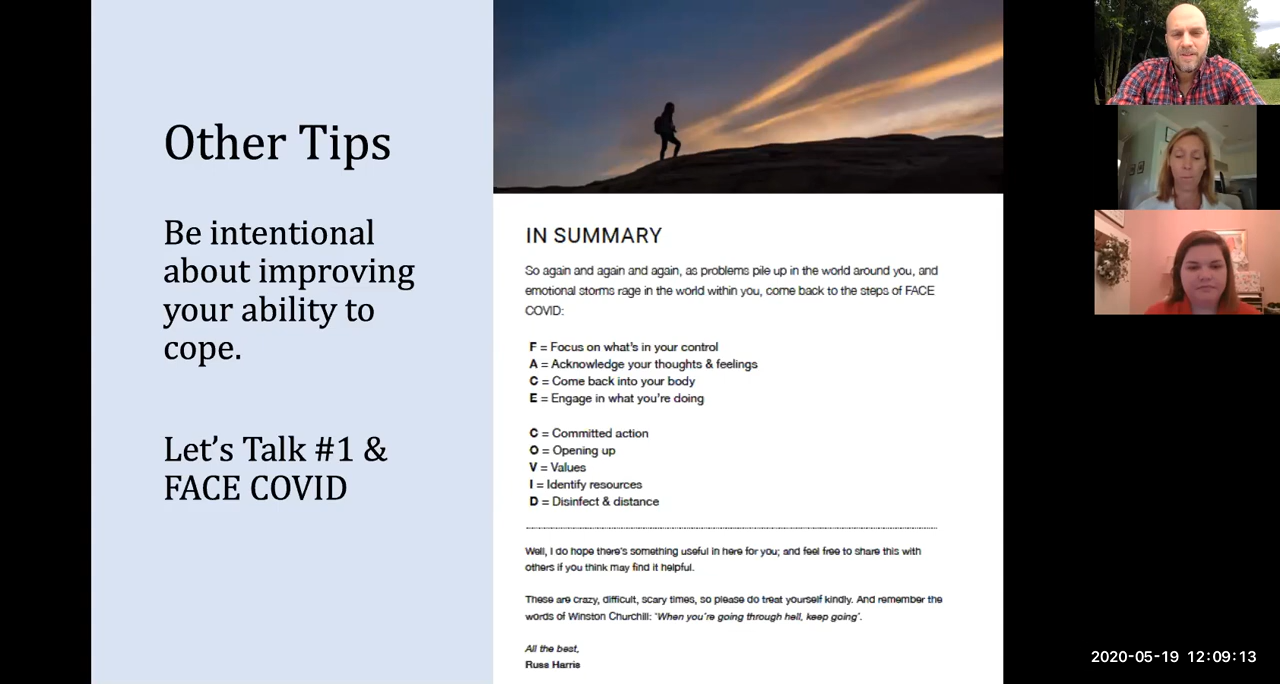 Other Tips
Be intentional
about improving
your ability to
cope.
Let's Talk #1 &
FACE COVID
IN SUMMARY
So again and again and again, as problems pile up in the world around you, and
emotional storms rage in the world within you, come back to the steps of FACE
COVID:
F = Focus on what's in your control
A = Acknowledge your thoughts & feelings
C = Come back into your body
E = Engage in what you're doing
C = Committed action
O = Opening up
V = Values
I = Identify resources
D = Disinfect & distance
Well, I do hope there's something useful in here for you; and feel free to share this with
others if you think may find it helpful.
These are crazy, difficult, scary times, so please do treat yourself kindly. And remember the
words of Winston Churchill: 'When you're going through hell, keep going'.
All the best,
Russ Harris
2020-05-19 12:09:13